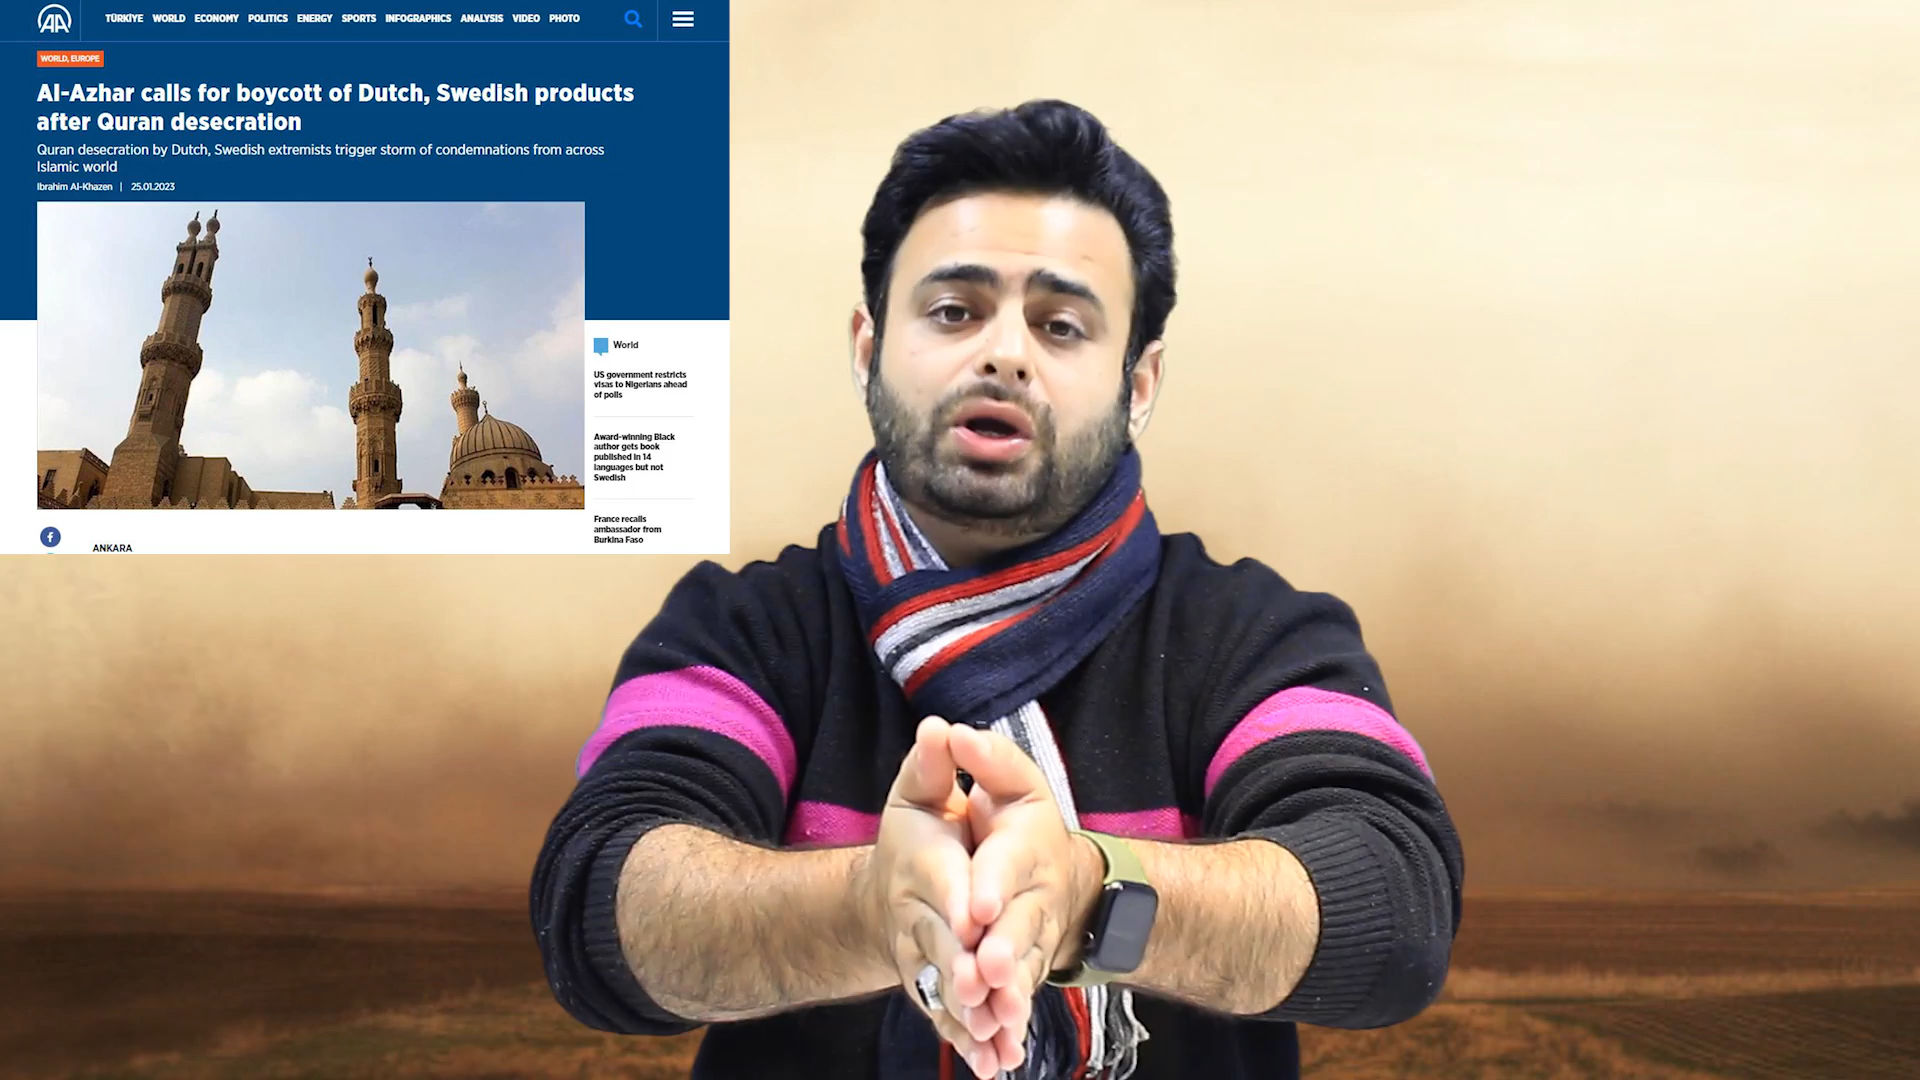 AA
TÜRKİYE WORLD ECONOMY POLITICS ENERGY SPORTS INFOGRAPHICS ANALYSIS VIDEO PHOTO
WORLD, EUROPE
Al-Azhar calls for boycott of Dutch, Swedish products
after Quran desecration
Quran desecration by Dutch, Swedish extremists trigger storm of condemnations from across
Islamic world
Ibrahim Al-Khazen | 25.01.2023
World
US government restricts
visas to Nigerians ahead
of polls
Award-winning Black
author gets book
published in 14
languages but not
Swedish
France recalls
ambassador from
Burkina Faso
f
ANKARA